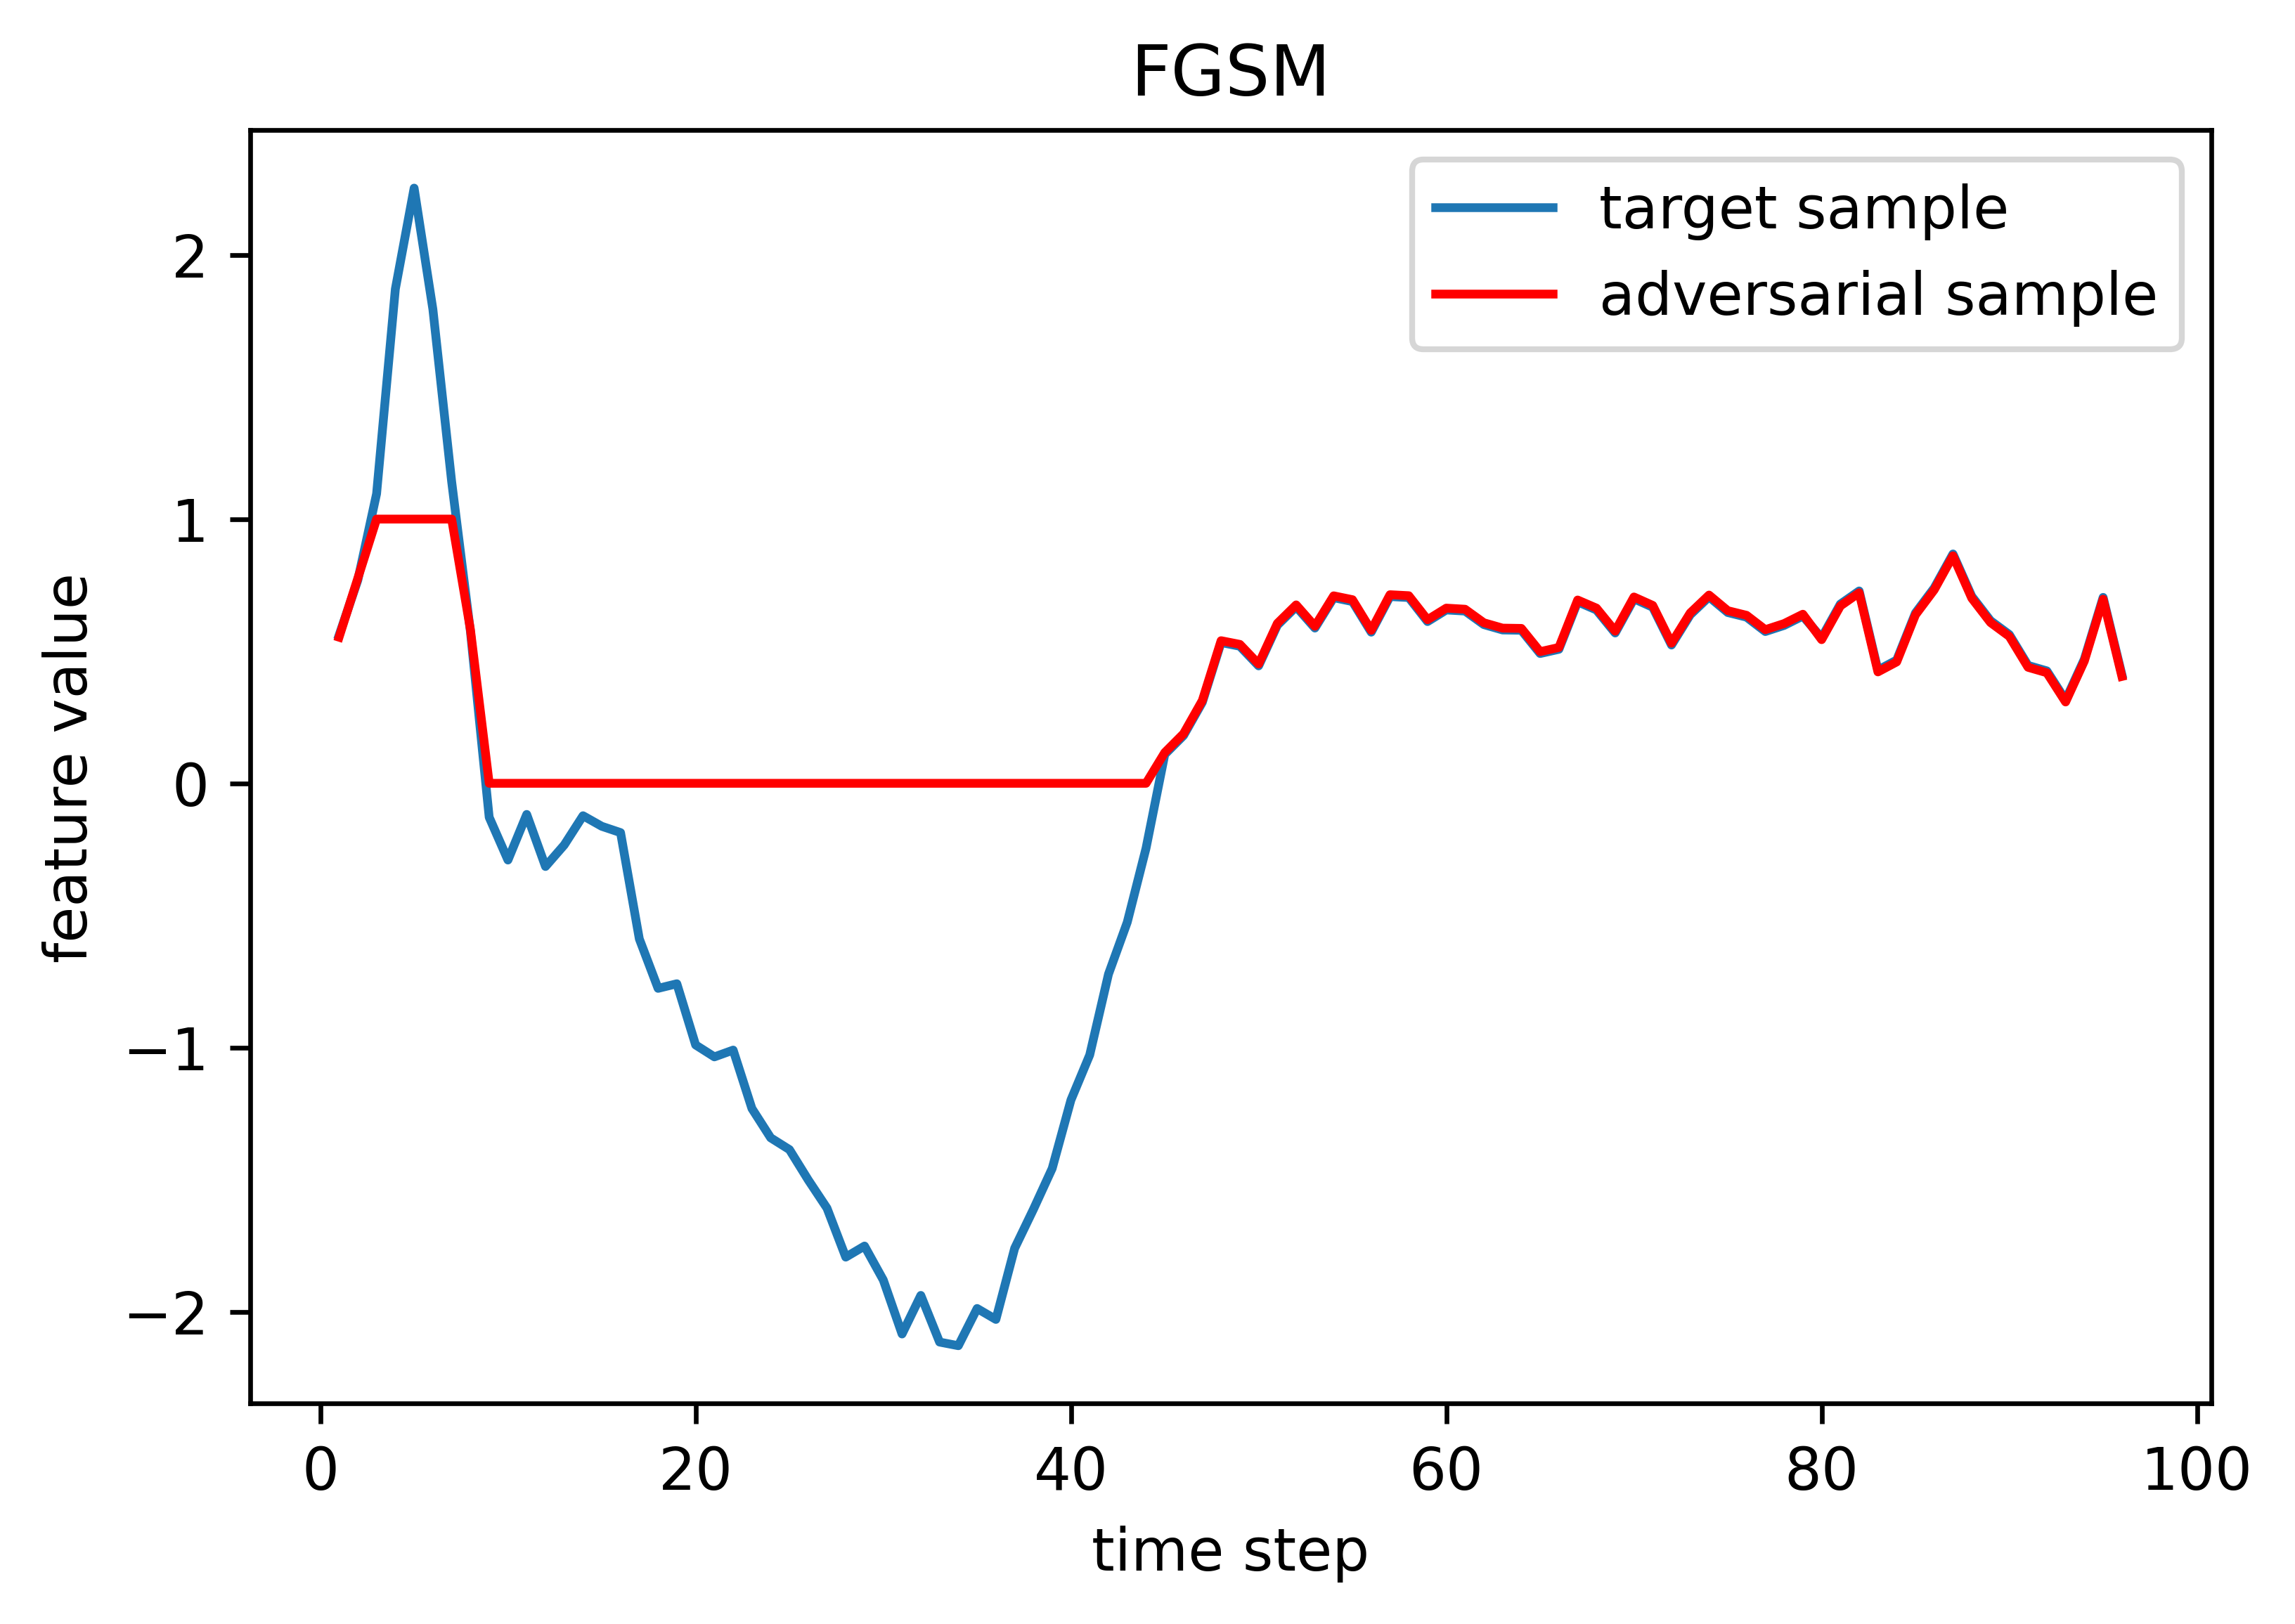 FGSM
target sample
adversarial sample
feature value
2
1
0
−1
−2
0 20 40 60 80 100
time step